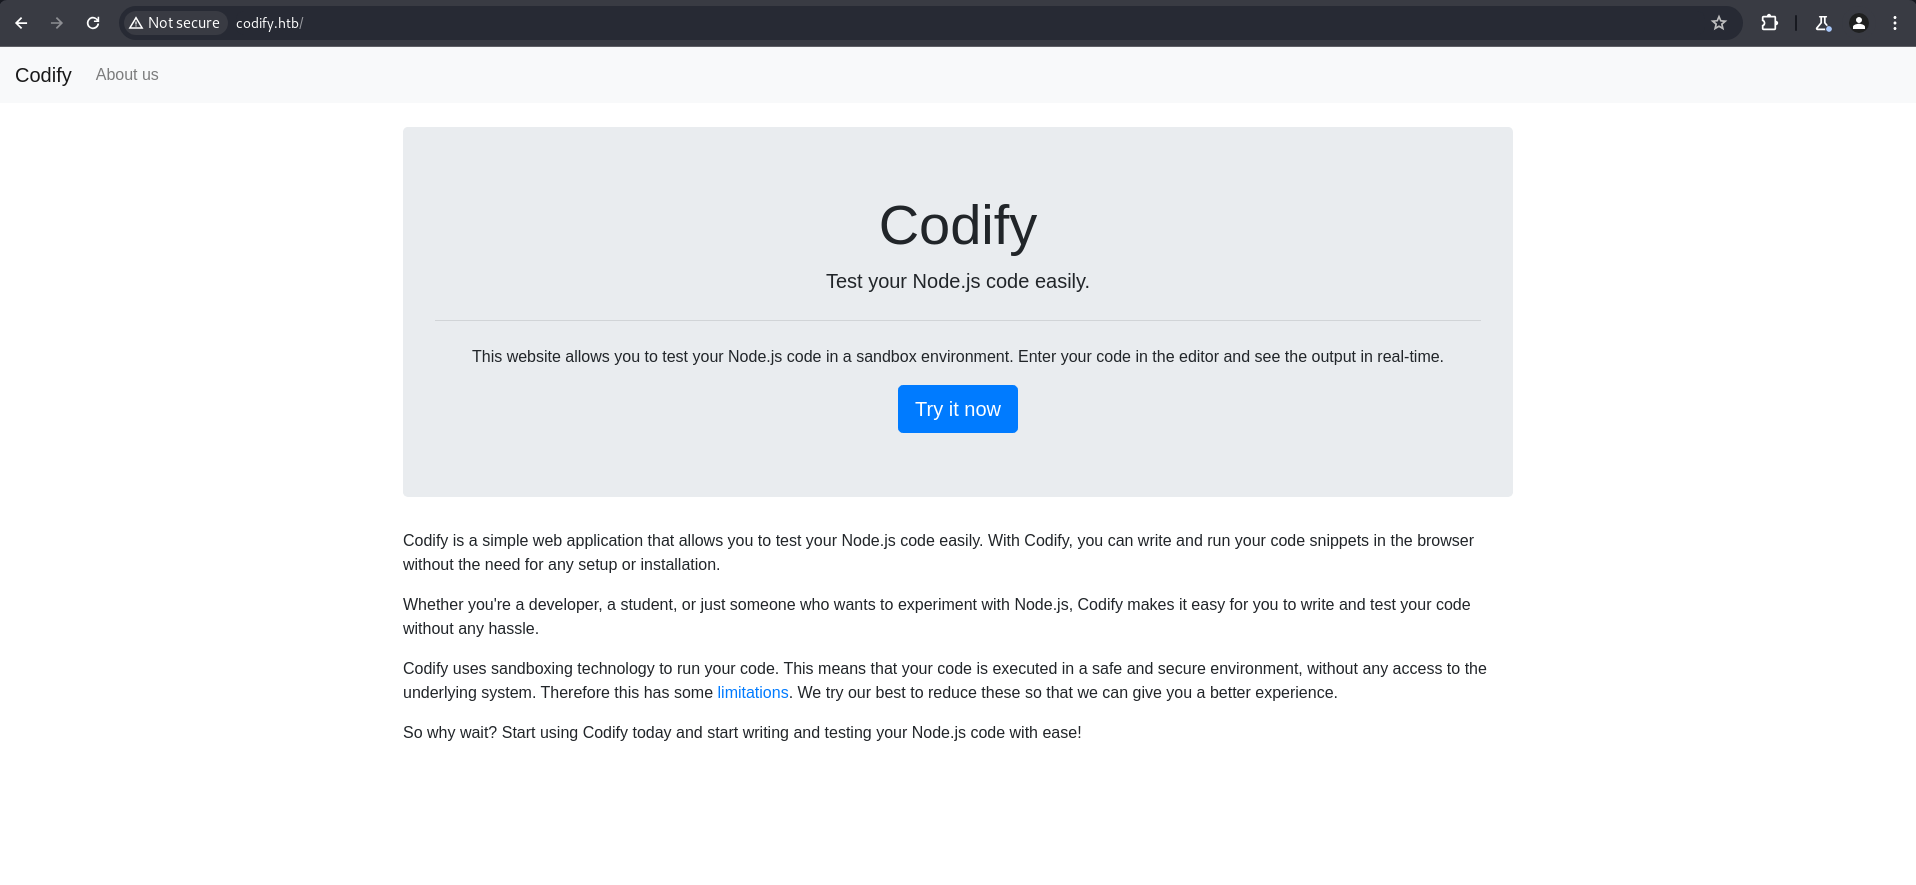 Not secure codify.htb/
Codify About us
Codify
Test your Node.js code easily.
This website allows you to test your Node.js code in a sandbox environment. Enter your code in the editor and see the output in real-time.
Try it now
Codify is a simple web application that allows you to test your Node.js code easily. With Codify, you can write and run your code snippets in the browser
without the need for any setup or installation.
Whether you're a developer, a student, or just someone who wants to experiment with Node.js, Codify makes it easy for you to write and test your code
without any hassle.
Codify uses sandboxing technology to run your code. This means that your code is executed in a safe and secure environment, without any access to the
underlying system. Therefore this has some limitations. We try our best to reduce these so that we can give you a better experience.
So why wait? Start using Codify today and start writing and testing your Node.js code with ease!